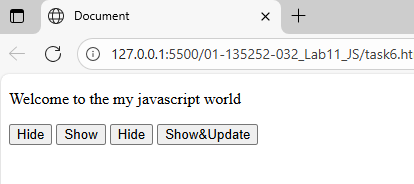 Document
127.0.0.1:5500/01-135252-032_Lab11_JS/task6.ht
Welcome to the my javascript world
Hide Show Hide Show&Update